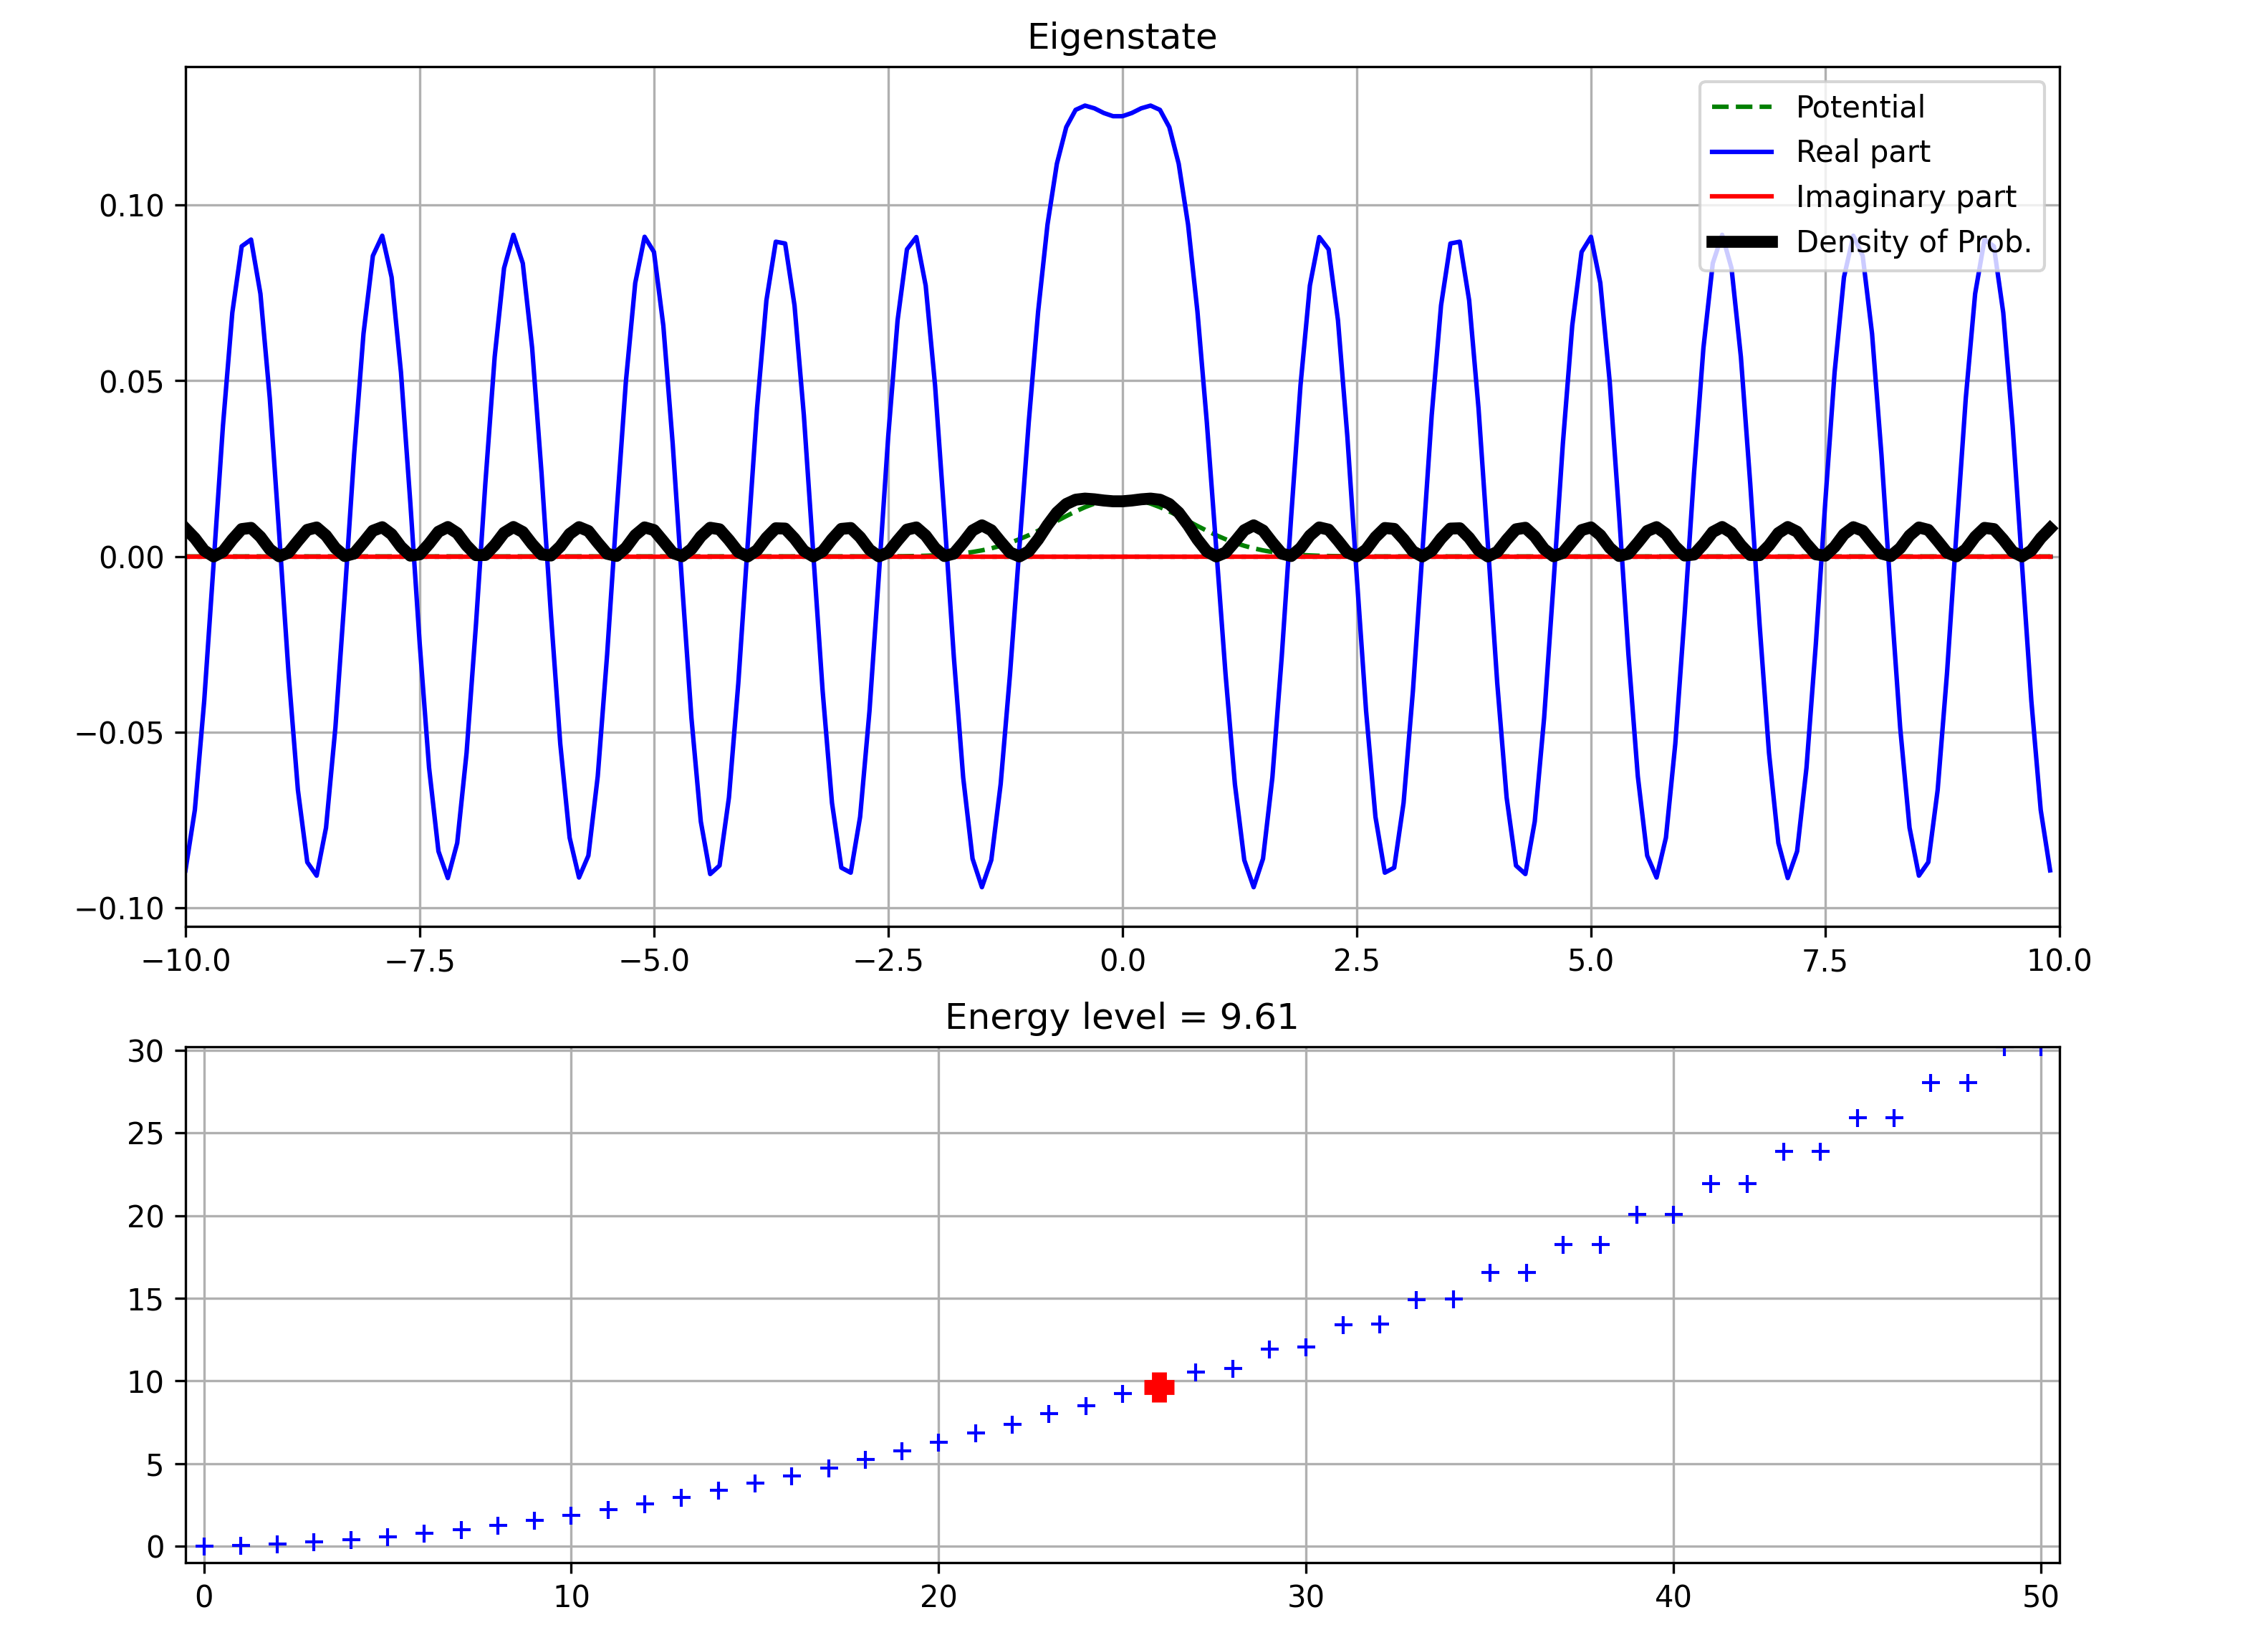 Eigenstate
Potential
Real part
Imaginary part
Density of Prob.
0.10
0.05
0.00
−0.05
−0.10
−10.0 −7.5 −5.0 −2.5 0.0 2.5 5.0 7.5 10.0
Energy level = 9.61
30
25
20
15
10
5
0
0 10 20 30 40 50